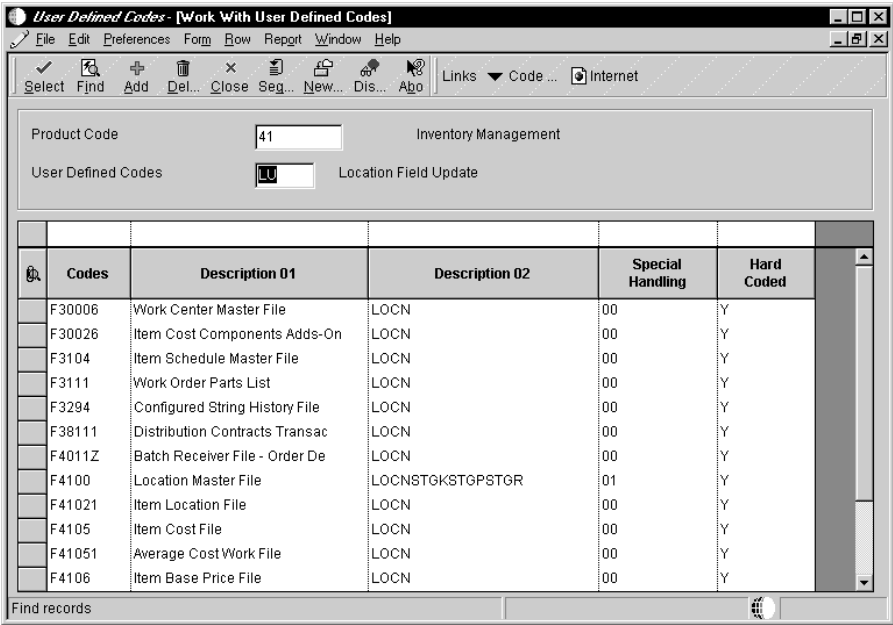 User Defined Codes - [Work With User Defined Codes]
File Edit Preferences Form Row Report Window Help
Select Find Add Del... Close Seq... New... Dis... Abo Links Code ... Internet
Product Code 41 Inventory Management
User Defined Codes LU Location Field Update
Codes Description 01 Description 02 Special Handling Hard Coded
F30006 Work Center Master File LOCN 00 Y
F30026 Item Cost Components Adds-On LOCN 00 Y
F3104 Item Schedule Master File LOCN 00 Y
F3111 Work Order Parts List LOCN 00 Y
F3294 Configured String History File LOCN 00 Y
F38111 Distribution Contracts Transac LOCN 00 Y
F4011Z Batch Receiver File - Order De LOCN 00 Y
F4100 Location Master File LOCNSTGKSTGPSTGR 01 Y
F41021 Item Location File LOCN 00 Y
F4105 Item Cost File LOCN 00 Y
F41051 Average Cost Work File LOCN 00 Y
F4106 Item Base Price File LOCN 00 Y
Find records